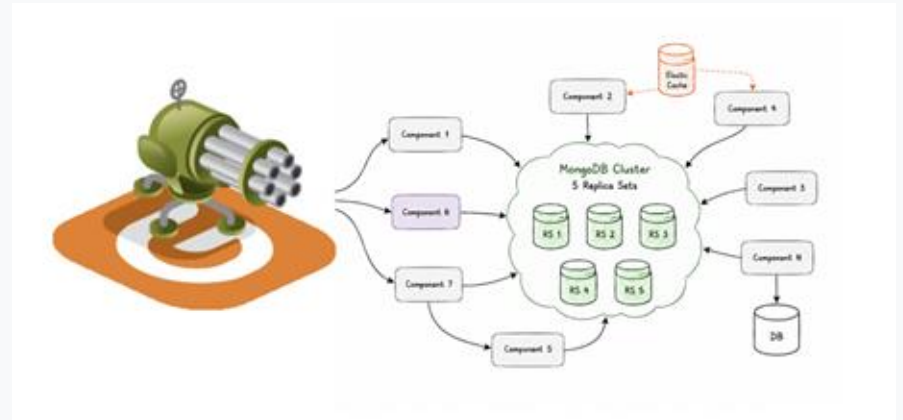 Elastic
Cache
Component 2
Component 4
Component 1
MongoDB Cluster
5 Replica Sets
Component 3
Component 6
RS 1
RS 2
RS 3
Component N
Component 7
RS 4
RS 5
DB
Component 5